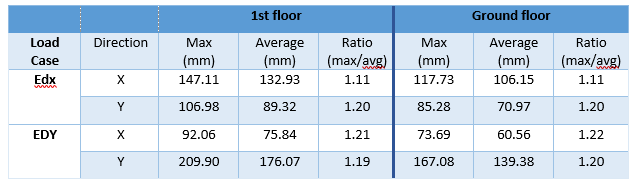 1st floor Ground floor
Load Case Direction Max (mm) Average (mm) Ratio (max/avg) Max (mm) Average (mm) Ratio (max/avg)
Edx X 147.11 132.93 1.11 117.73 106.15 1.11
Y 106.98 89.32 1.20 85.28 70.97 1.20
EDY X 92.06 75.84 1.21 73.69 60.56 1.22
Y 209.90 176.07 1.19 167.08 139.38 1.20